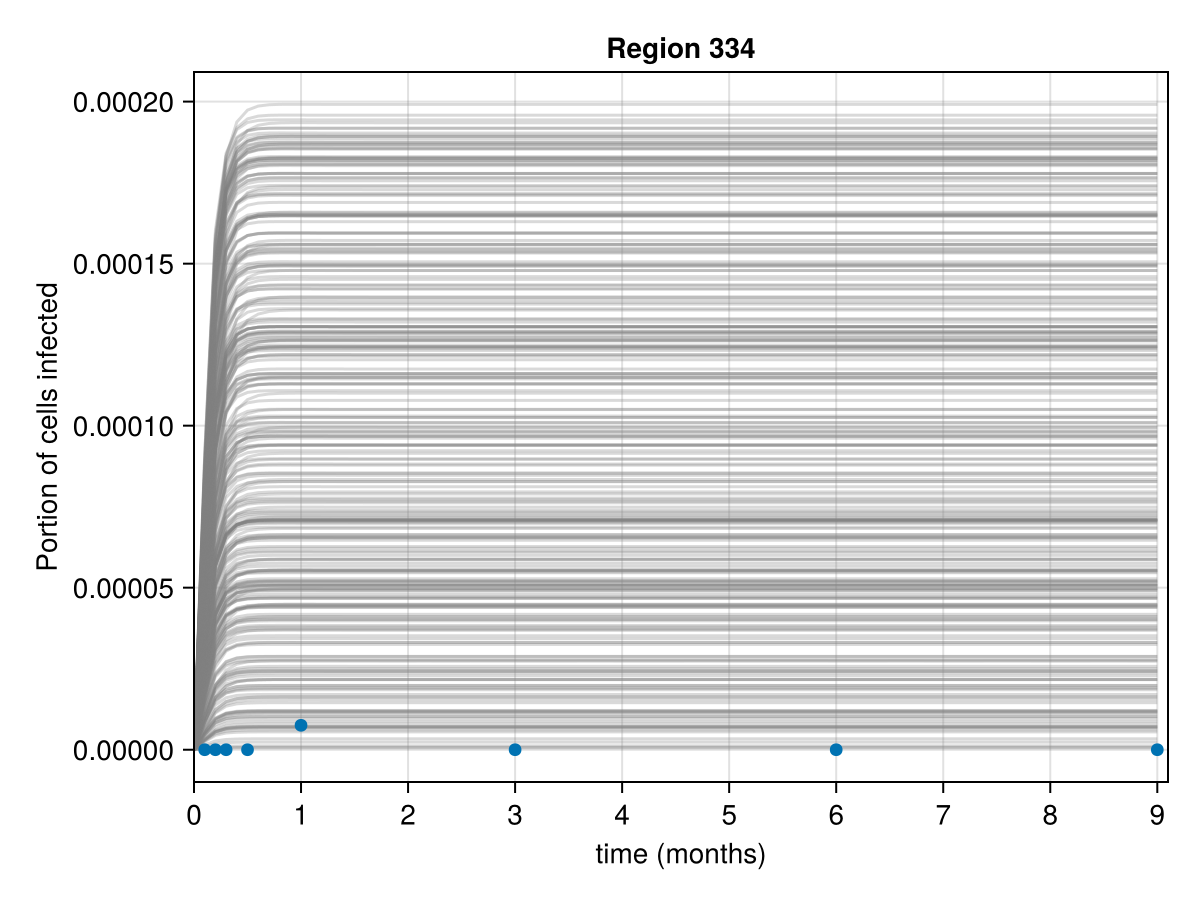 Region 334
0.00020
0.00015
0.00010
0.00005
0.00000
Portion of cells infected
0 1 2 3 4 5 6 7 8 9
time (months)